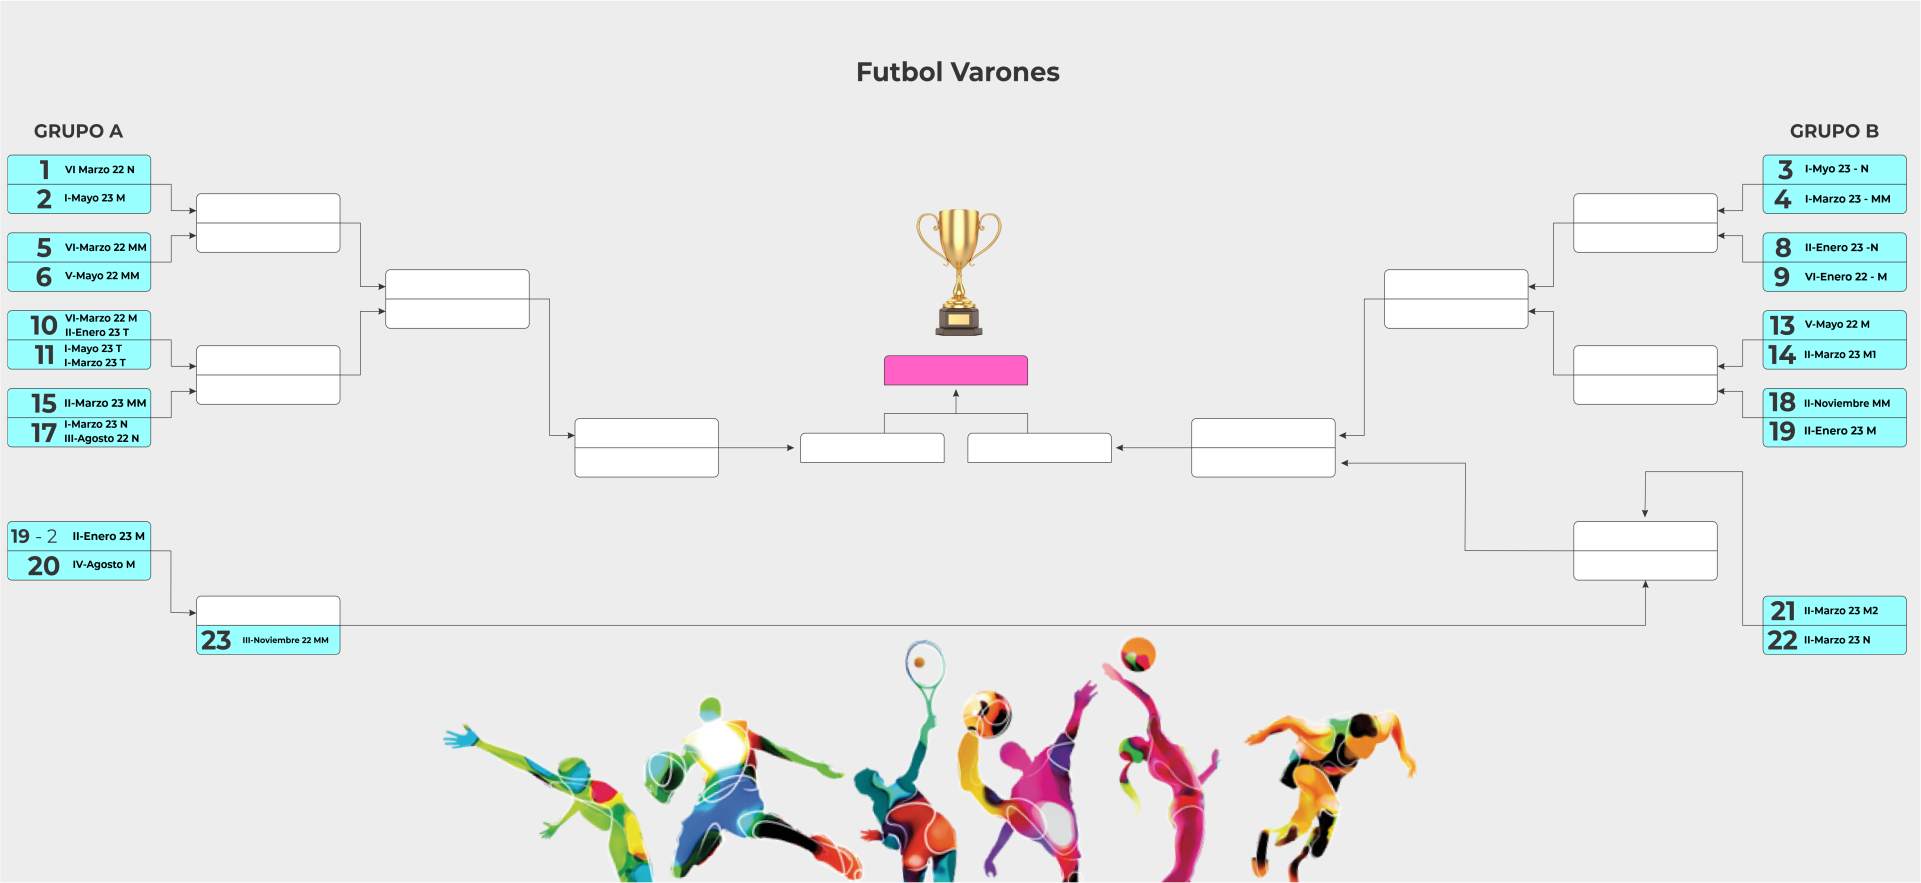 Futbol Varones
GRUPO A
1 VI Marzo 22 N
2 I-Mayo 23 M
5 VI-Marzo 22 MM
6 V-Mayo 22 MM
10 VI-Marzo 22 M
II-Enero 23 T
11 I-Mayo 23 T
I-Marzo 23 T
15 II-Marzo 23 MM
17 I-Marzo 23 N
III-Agosto 22 N
19 - 2 II-Enero 23 M
20 IV-Agosto M
23 III-Noviembre 22 MM
GRUPO B
3 I-Myo 23 - N
4 I-Marzo 23 - MM
8 II-Enero 23 -N
9 VI-Enero 22 - M
13 V-Mayo 22 M
14 II-Marzo 23 M1
18 II-Noviembre MM
19 II-Enero 23 M
21 II-Marzo 23 M2
22 II-Marzo 23 N